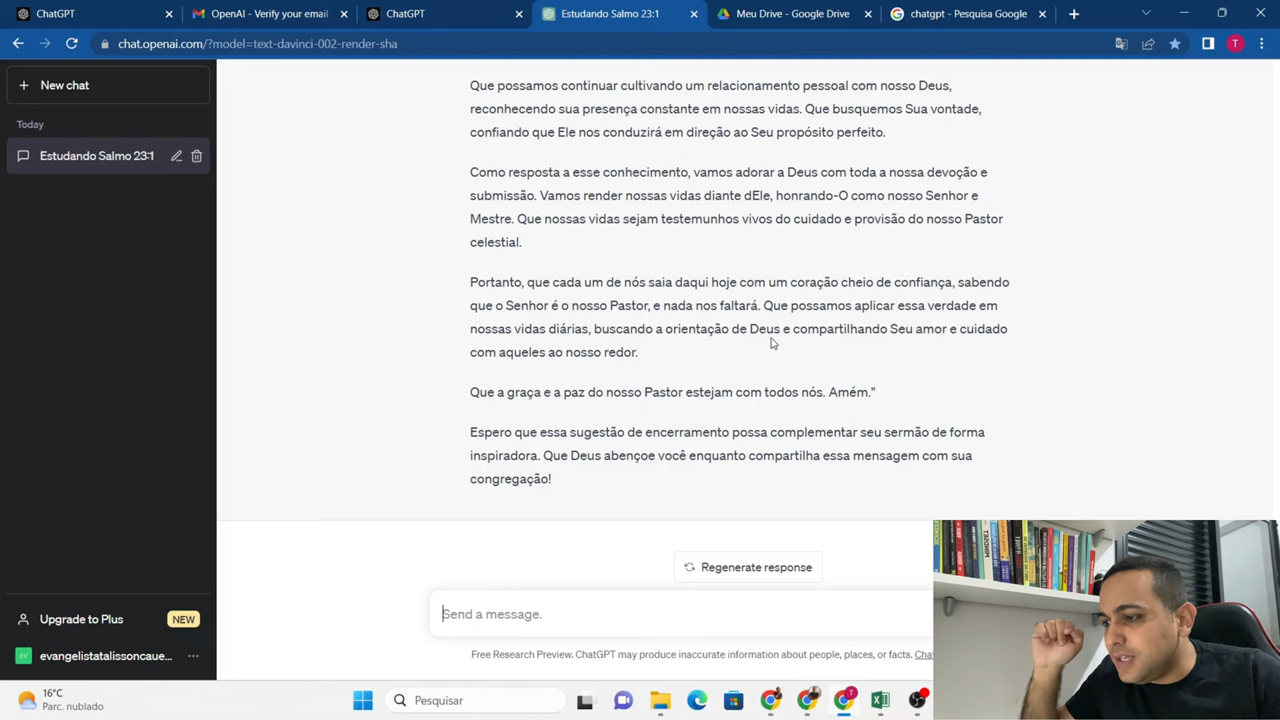 ChatGPT
OpenAI - Verify your email
ChatGPT
Estudando Salmo 23:1
Meu Drive - Google Drive
chatgpt - Pesquisa Google
chat.openai.com/?model=text-davinci-002-render-sha
T
New chat
Today
Estudando Salmo 23:1
Que possamos continuar cultivando um relacionamento pessoal com nosso Deus,
reconhecendo sua presença constante em nossas vidas. Que busquemos Sua vontade,
confiando que Ele nos conduzirá em direção ao Seu propósito perfeito.
Como resposta a esse conhecimento, vamos adorar a Deus com toda a nossa devoção e
submissão. Vamos render nossas vidas diante dEle, honrando-O como nosso Senhor e
Mestre. Que nossas vidas sejam testemunhos vivos do cuidado e provisão do nosso Pastor
celestial.
Portanto, que cada um de nós saia daqui hoje com um coração cheio de confiança, sabendo
que o Senhor é o nosso Pastor, e nada nos faltará. Que possamos aplicar essa verdade em
nossas vidas diárias, buscando a orientação de Deus e compartilhando Seu amor e cuidado
com aqueles ao nosso redor.
Que a graça e a paz do nosso Pastor estejam com todos nós. Amém."
Espero que essa sugestão de encerramento possa complementar seu sermão de forma
inspiradora. Que Deus abençoe você enquanto compartilha essa mensagem com sua
congregação!
Regenerate response
Send a message.
Free Research Preview. ChatGPT may produce inaccurate information about people, places, or facts. Cha
Upgrade to Plus
NEW
EV
evangelistatalissoncaue...
16°C
Parc. nublado
Pesquisar